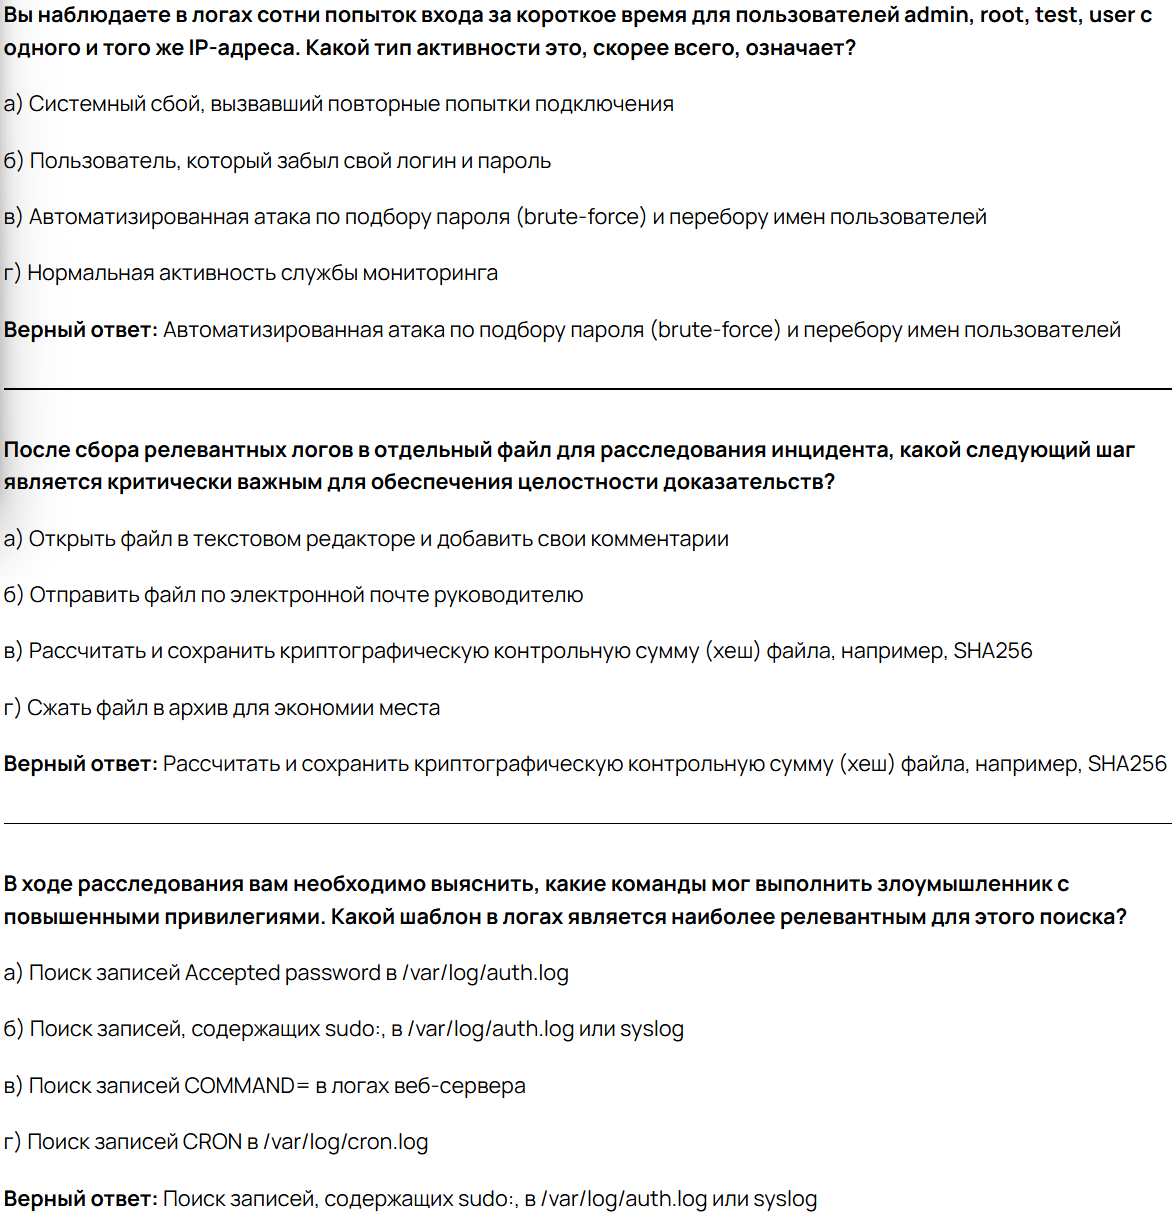 Вы наблюдаете в логах сотни попыток входа за короткое время для пользователей admin, root, test, user с
одного и того же IP-адреса. Какой тип активности это, скорее всего, означает?
а) Системный сбой, вызвавший повторные попытки подключения
б) Пользователь, который забыл свой логин и пароль
в) Автоматизированная атака по подбору пароля (brute-force) и перебору имен пользователей
г) Нормальная активность службы мониторинга
Верный ответ: Автоматизированная атака по подбору пароля (brute-force) и перебору имен пользователей
После сбора релевантных логов в отдельный файл для расследования инцидента, какой следующий шаг
является критически важным для обеспечения целостности доказательств?
а) Открыть файл в текстовом редакторе и добавить свои комментарии
б) Отправить файл по электронной почте руководителю
в) Рассчитать и сохранить криптографическую контрольную сумму (хеш) файла, например, SHA256
г) Сжать файл в архив для экономии места
Верный ответ: Рассчитать и сохранить криптографическую контрольную сумму (хеш) файла, например, SHA256
В ходе расследования вам необходимо выяснить, какие команды мог выполнить злоумышленник с
повышенными привилегиями. Какой шаблон в логах является наиболее релевантным для этого поиска?
а) Поиск записей Accepted password в /var/log/auth.log
б) Поиск записей, содержащих sudo:, в /var/log/auth.log или syslog
в) Поиск записей COMMAND= в логах веб-сервера
г) Поиск записей CRON в /var/log/cron.log
Верный ответ: Поиск записей, содержащих sudo:, в /var/log/auth.log или syslog